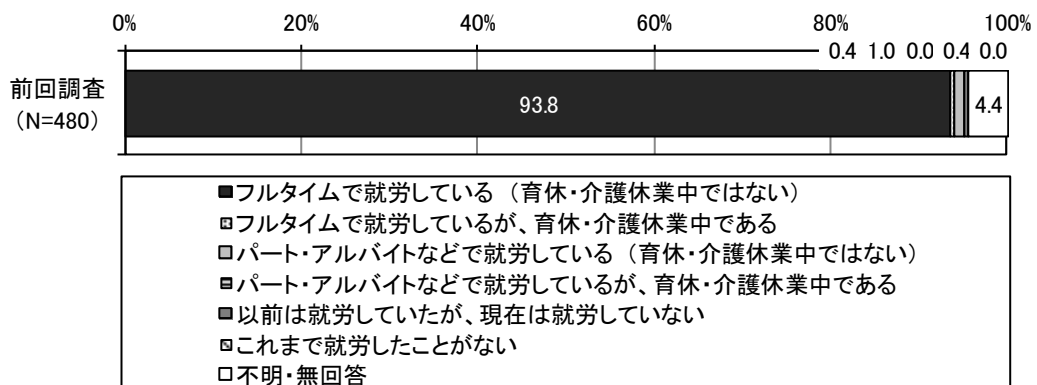 0% 20% 40% 60% 80% 100%
0.4 1.0 0.0 0.4 0.0
前回調査
(N=480)
93.8
4.4
■フルタイムで就労している（育休・介護休業中ではない）
フルタイムで就労しているが、育休・介護休業中である
パート・アルバイトなどで就労している（育休・介護休業中ではない）
パート・アルバイトなどで就労しているが、育休・介護休業中である
以前は就労していたが、現在は就労していない
これまで就労したことがない
不明・無回答